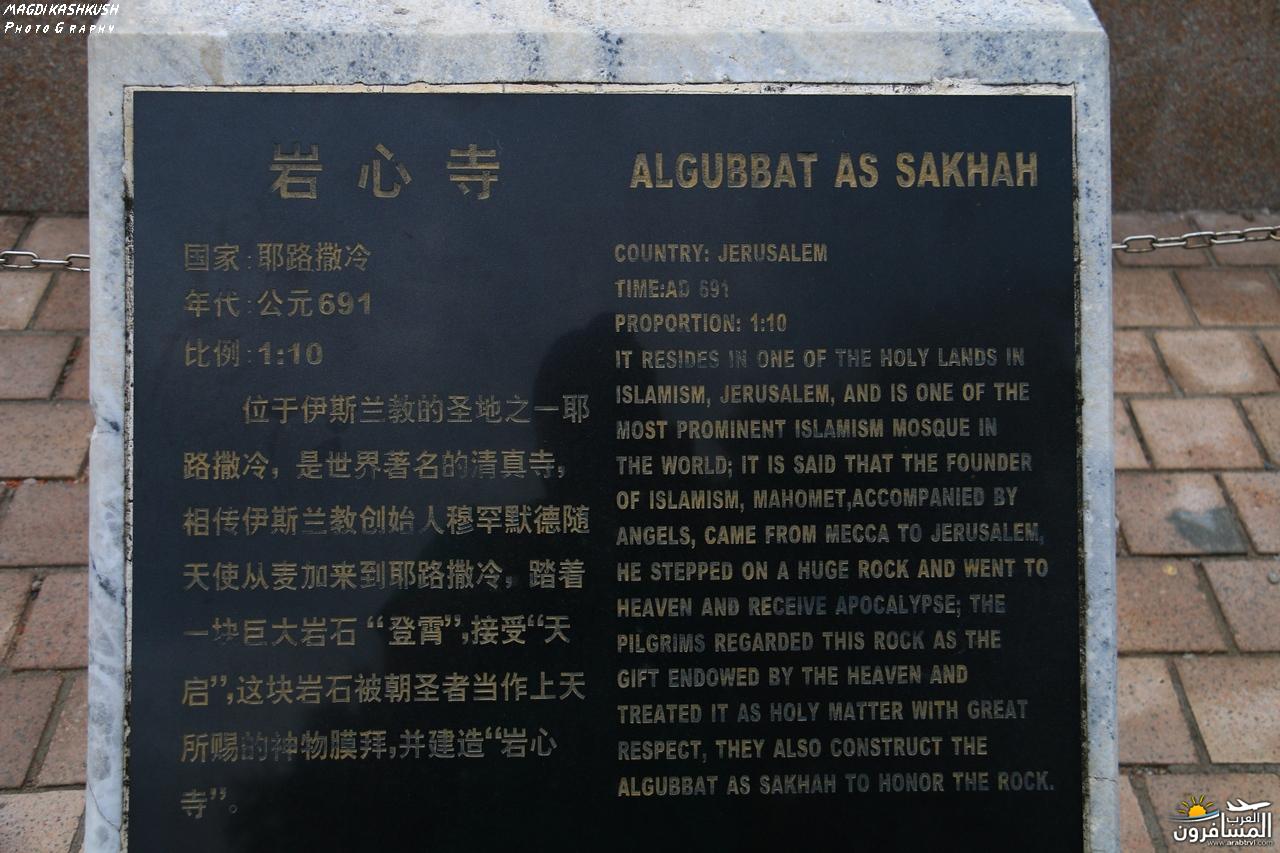 MAGDI KASHKUSH
PHOTOGRAPHY
岩心寺
国家:耶路撒冷
年代:公元691
比例:1:10
位于伊斯兰教的圣地之一耶
路撒冷，是世界著名的清真寺，
相传伊斯兰教创始人穆罕默德随
天使从麦加来到耶路撒冷，踏着
一块巨大岩石“登霄”,接受“天
启”,这块岩石被朝圣者当作上天
所赐的神物膜拜,并建造“岩心
寺”。
ALGUBBAT AS SAKHAH
COUNTRY: JERUSALEM
TIME:AD 691
PROPORTION: 1:10
IT RESIDES IN ONE OF THE HOLY LANDS IN
ISLAMISM, JERUSALEM, AND IS ONE OF THE
MOST PROMINENT ISLAMISM MOSQUE IN
THE WORLD; IT IS SAID THAT THE FOUNDER
OF ISLAMISM, MAHOMET,ACCOMPANIED BY
ANGELS, CAME FROM MECCA TO JERUSALEM,
HE STEPPED ON A HUGE ROCK AND WENT TO
HEAVEN AND RECEIVE APOCALYPSE; THE
PILGRIMS REGARDED THIS ROCK AS THE
GIFT ENDOWED BY THE HEAVEN AND
TREATED IT AS HOLY MATTER WITH GREAT
RESPECT, THEY ALSO CONSTRUCT THE
ALGUBBAT AS SAKHAH TO HONOR THE ROCK.
العرب
المسافرون
www.arabtrvl.com